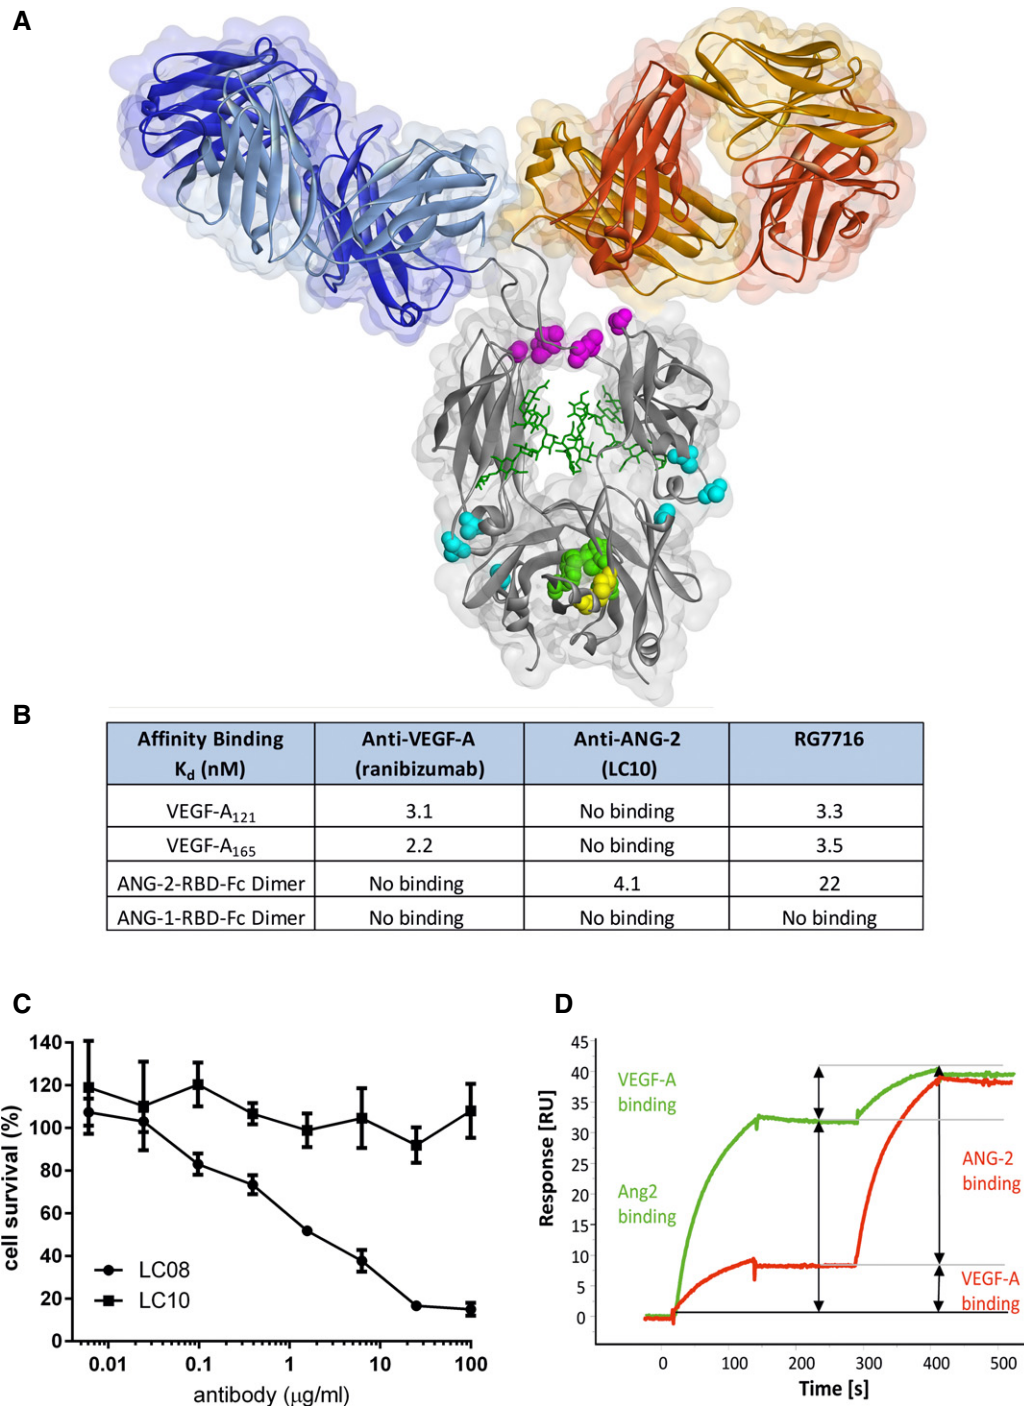 A
B
Affinity Binding Kd (nM) Anti-VEGF-A (ranibizumab) Anti-ANG-2 (LC10) RG7716
VEGF-A121 3.1 No binding 3.3
VEGF-A165 2.2 No binding 3.5
ANG-2-RBD-Fc Dimer No binding 4.1 22
ANG-1-RBD-Fc Dimer No binding No binding No binding
C
140
120
100
80
60
40
20
0
cell survival (%)
LC08
LC10
0.01 0.1 1 10 100
antibody (µg/ml)
D
45
40
35
30
25
20
15
10
5
0
Response [RU]
VEGF-A
binding
Ang2
binding
ANG-2
binding
VEGF-A
binding
0 100 200 300 400 500
Time [s]